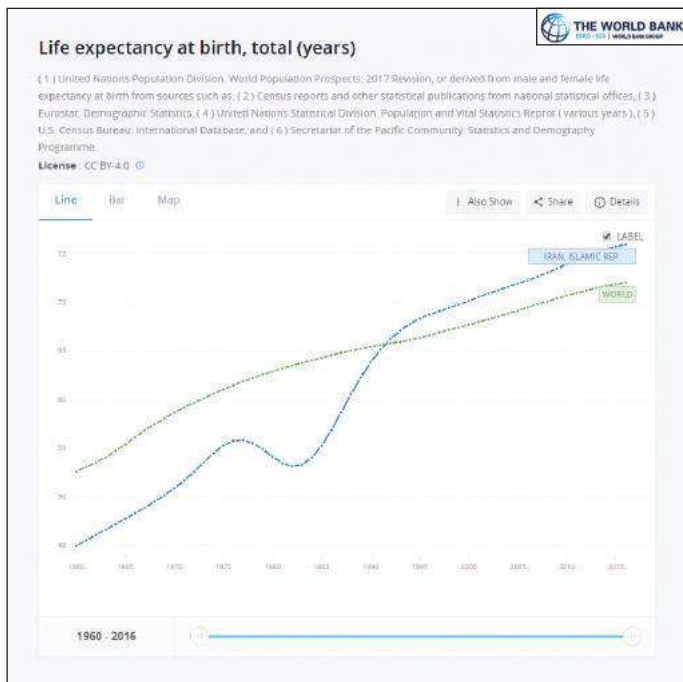 THE WORLD BANK
IBRD • IDA | WORLD BANK GROUP
Life expectancy at birth, total (years)
( 1 ) United Nations Population Division. World Population Prospects: 2017 Revision, or derived from male and female life
expectancy at birth from sources such as: ( 2 ) Census reports and other statistical publications from national statistical offices, ( 3 )
Eurostat: Demographic Statistics, ( 4 ) United Nations Statistical Division. Population and Vital Statistics Reprot ( various years ), ( 5 )
U.S. Census Bureau: International Database, and ( 6 ) Secretariat of the Pacific Community: Statistics and Demography
Programme.
License : CC BY-4.0
Line Bar Map Also Show Share Details
LABEL
IRAN, ISLAMIC REP.
WORLD
1960 1965 1970 1975 1980 1985 1990 1995 2000 2005 2010 2015
1960 - 2016